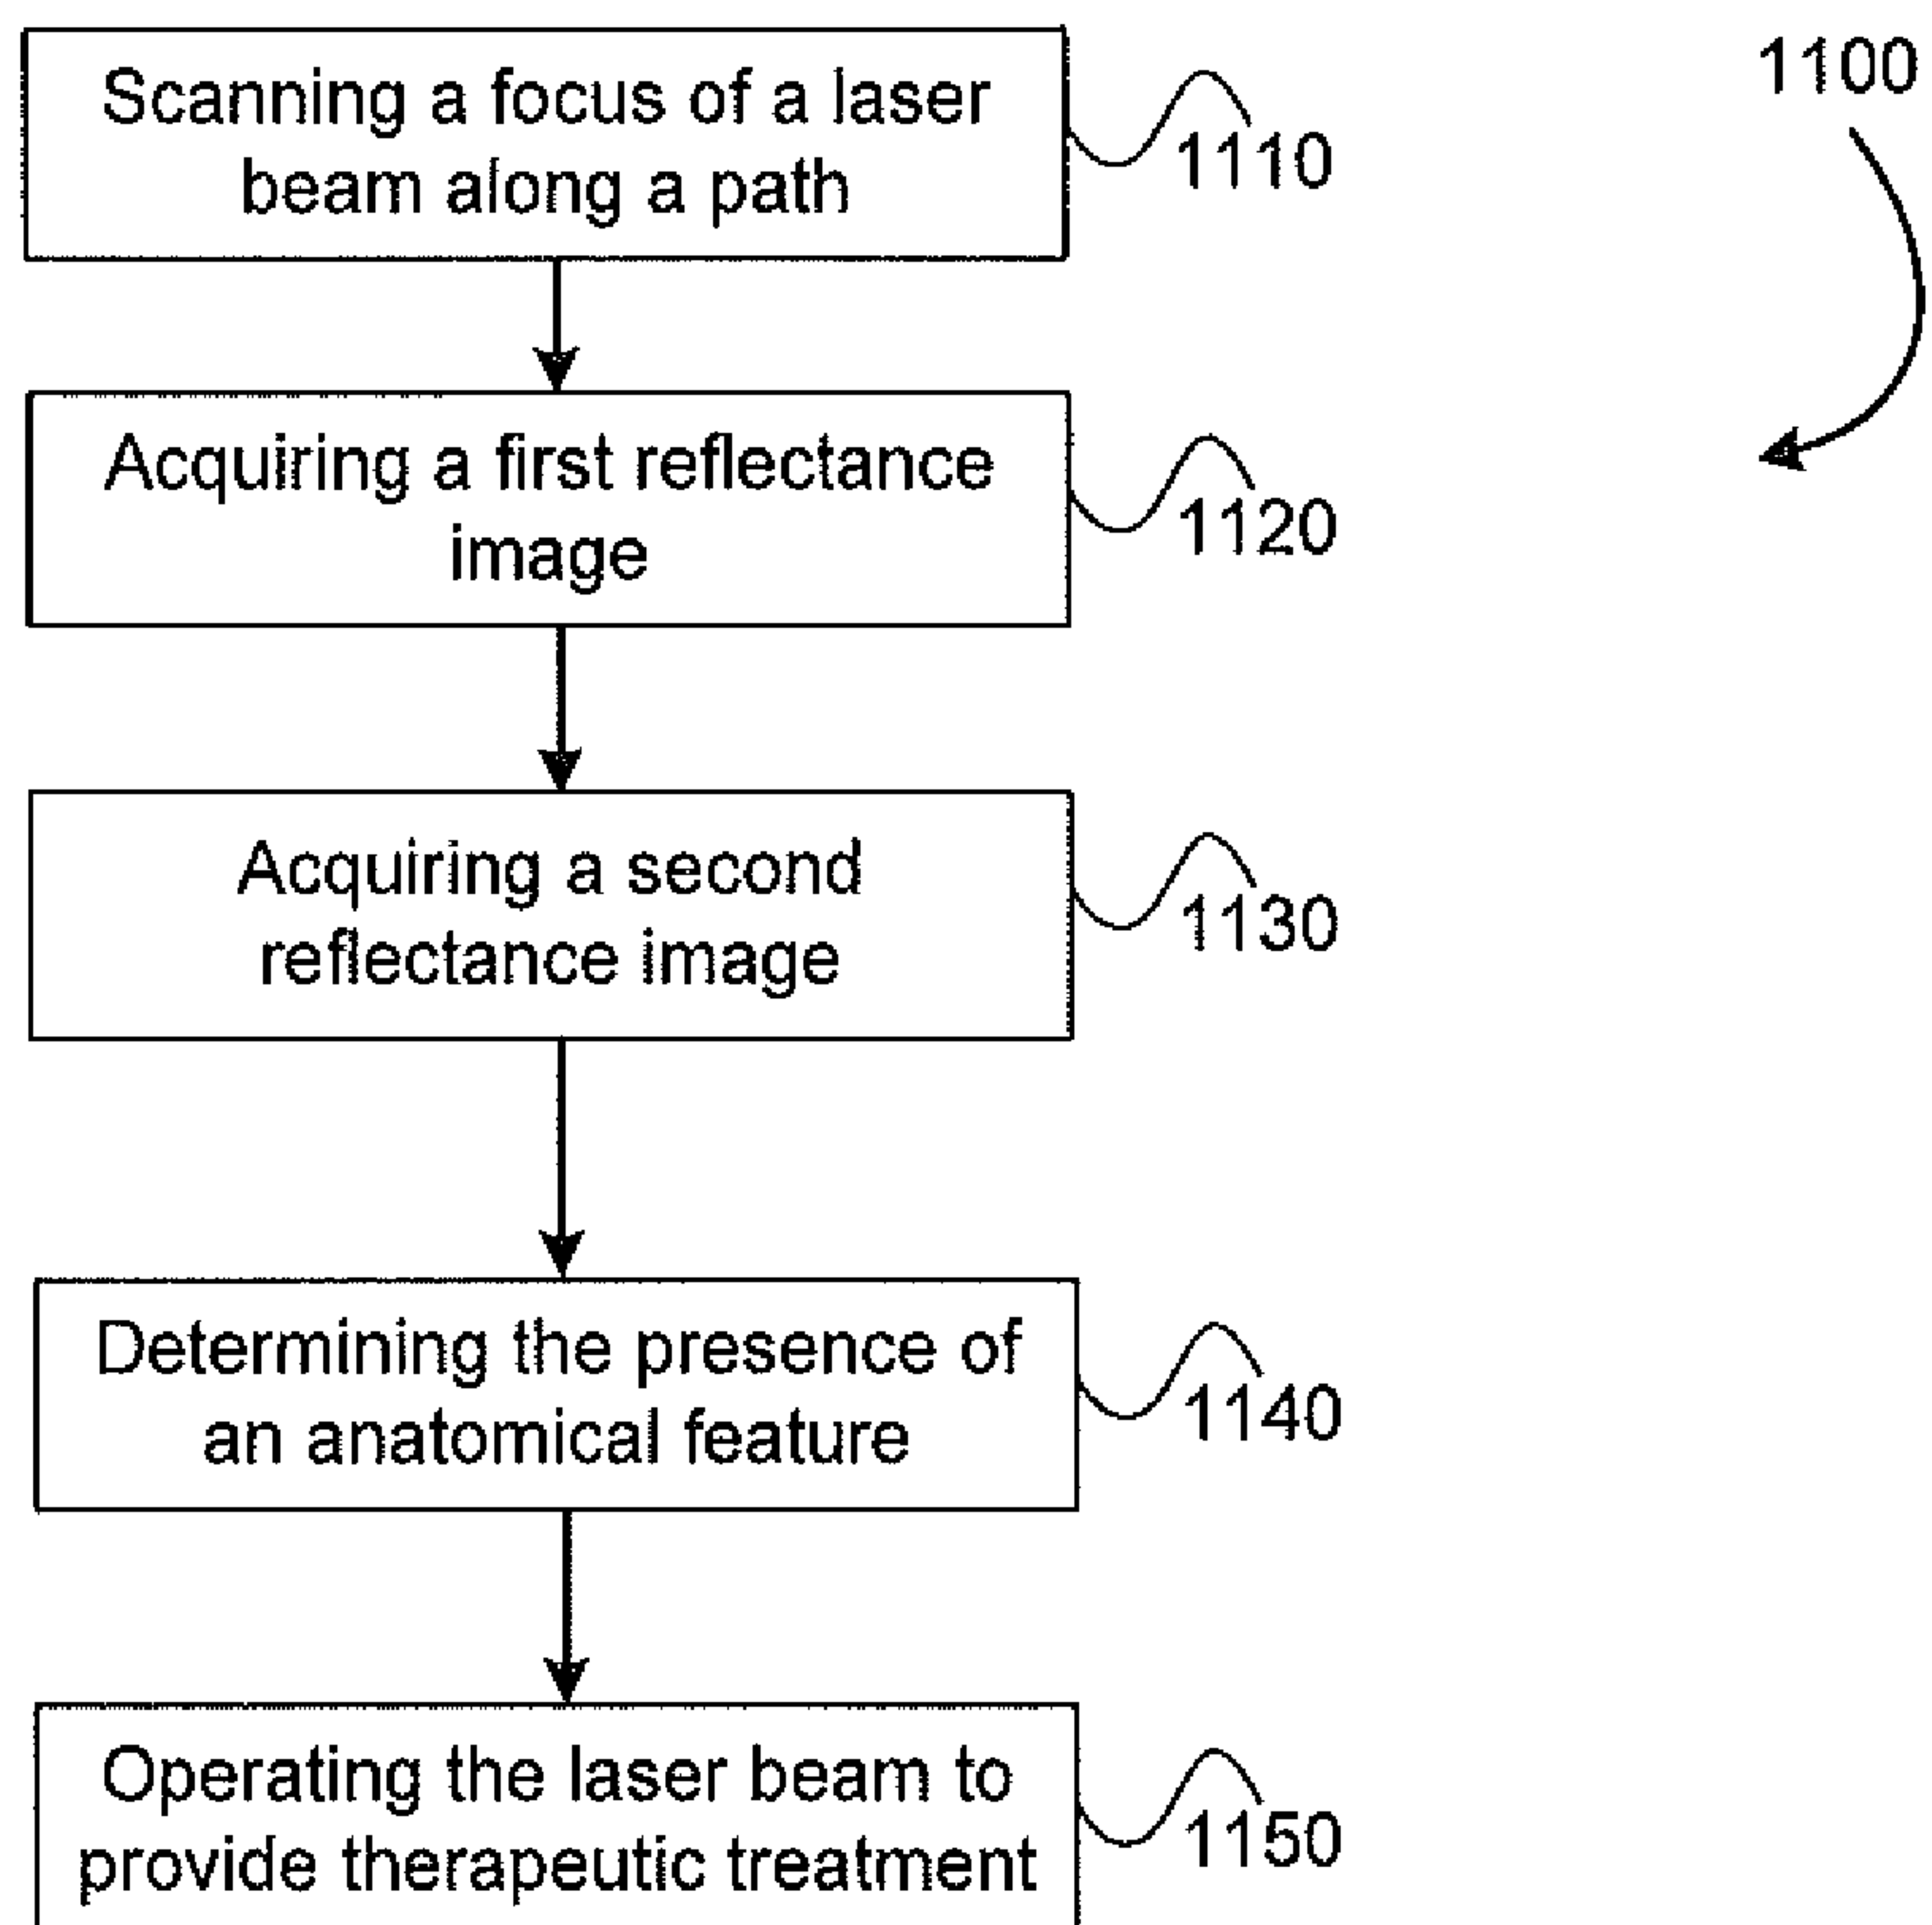 Scanning a focus of a laser
beam along a path
1110
1100
Acquiring a first reflectance
image
1120
Acquiring a second
reflectance image
1130
Determining the presence of
an anatomical feature
1140
Operating the laser beam to
provide therapeutic treatment
1150